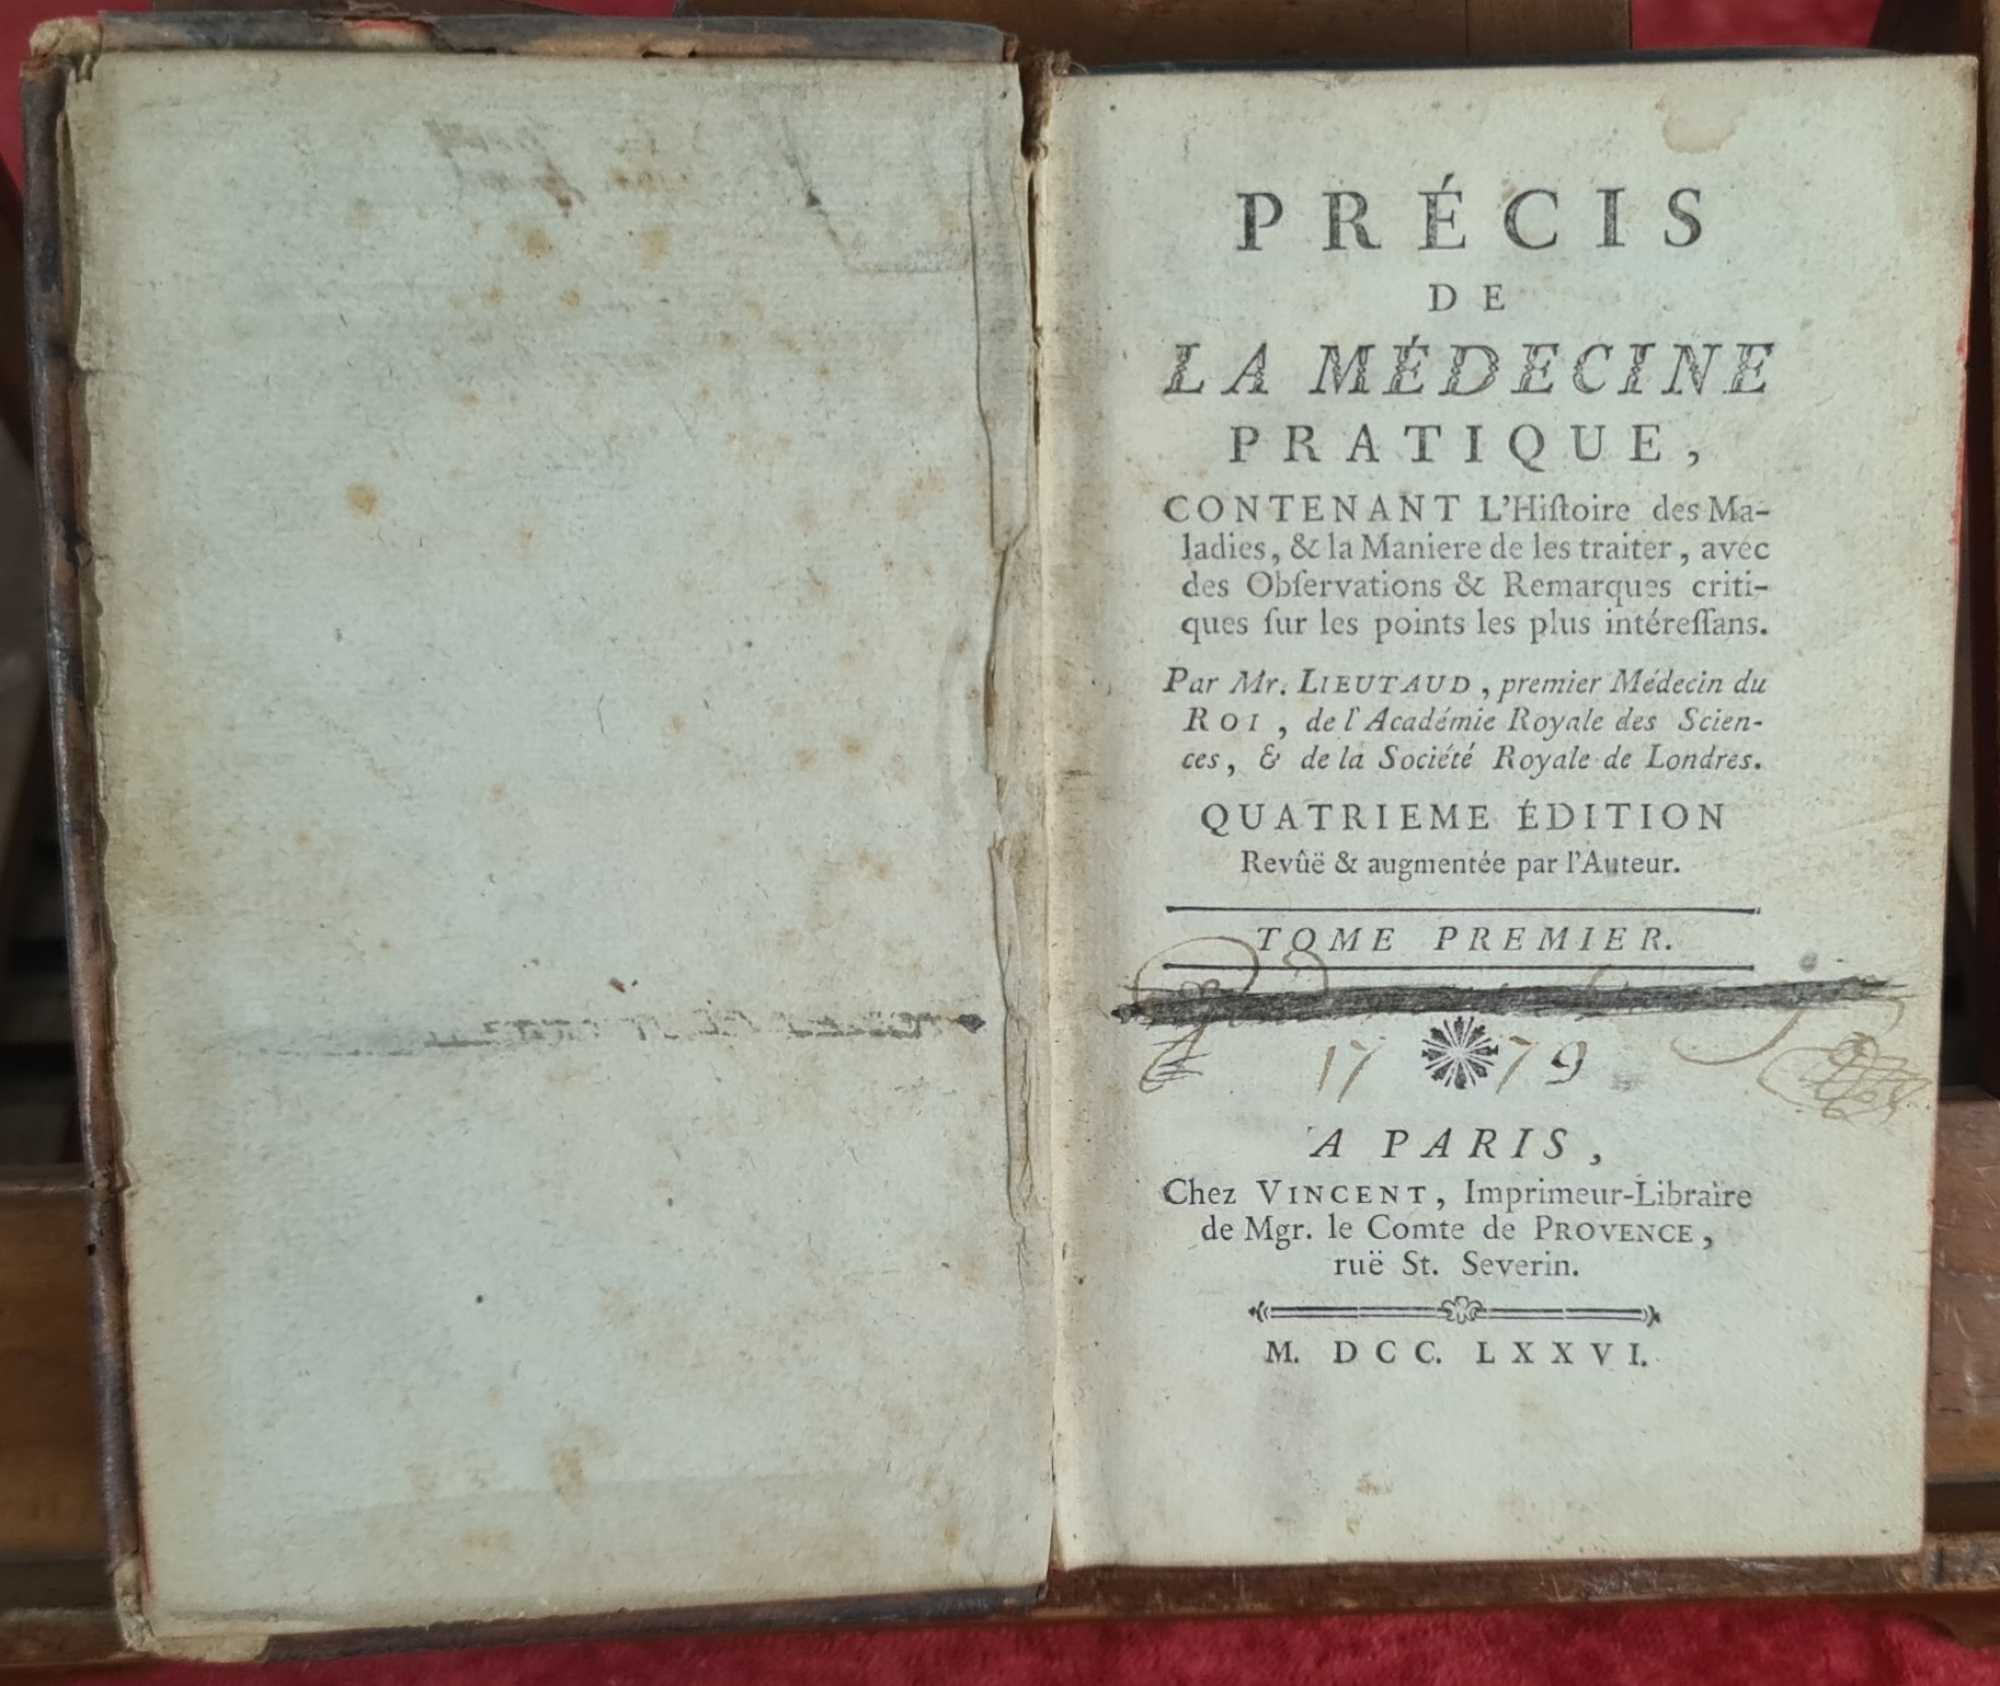 PRÉCIS
DE
LA MÉDECINE
PRATIQUE,
CONTENANT L'Hiſtoire des Ma-
ladies, & la Maniere de les traiter, avec
des Obſervations & Remarques criti-
ques ſur les points les plus intéreſſans.
Par Mr. LIEUTAUD, premier Médecin du
ROI, de l'Académie Royale des Scien-
ces, & de la Société Royale de Londres.
QUATRIEME ÉDITION
Revûë & augmentée par l'Auteur.
TOME PREMIER.
1779
A PARIS,
Chez VINCENT, Imprimeur-Libraire
de Mgr. le Comte de PROVENCE,
ruë St. Severin.
M. DCC. LXXVI.